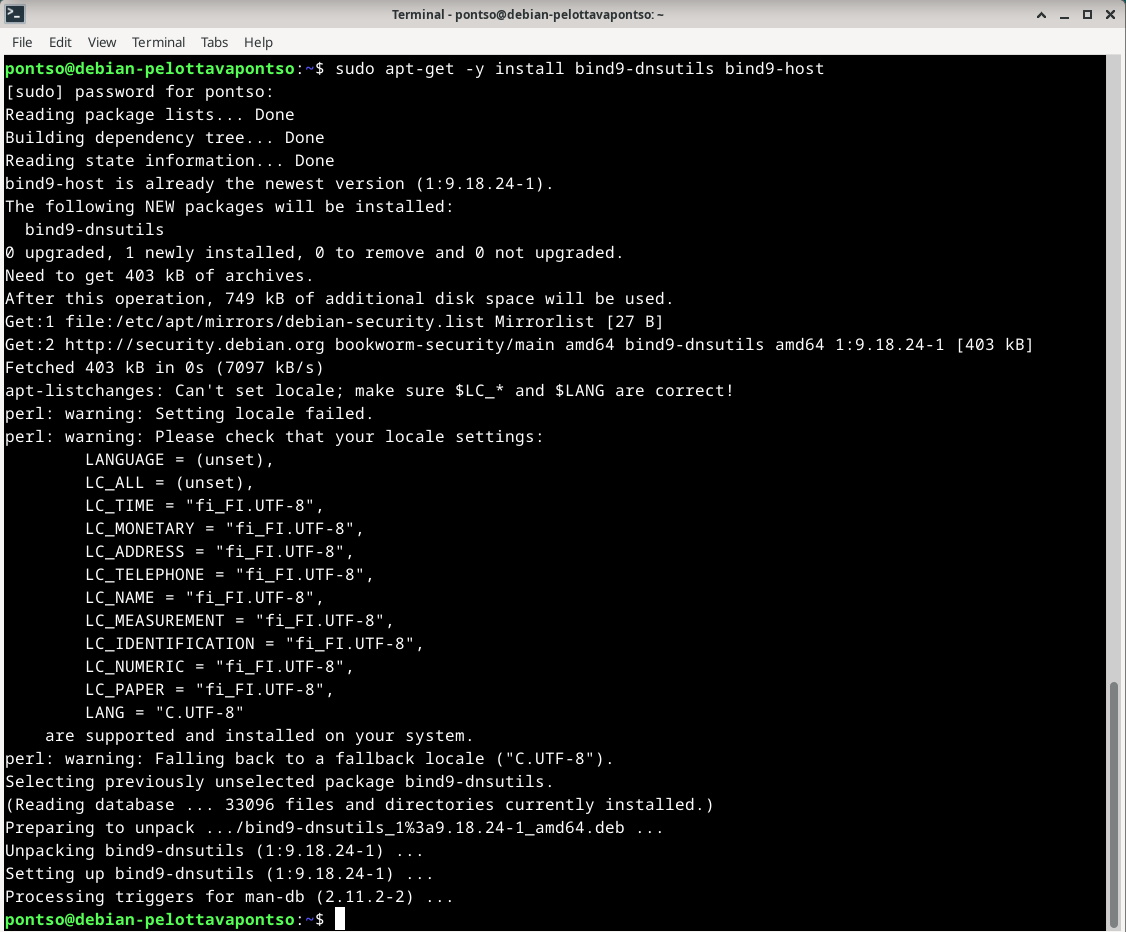 Terminal - pontso@debian-pelottavapontso: ~
File Edit View Terminal Tabs Help
pontso@debian-pelottavapontso:~$ sudo apt-get -y install bind9-dnsutils bind9-host
[sudo] password for pontso:
Reading package lists... Done
Building dependency tree... Done
Reading state information... Done
bind9-host is already the newest version (1:9.18.24-1).
The following NEW packages will be installed:
  bind9-dnsutils
0 upgraded, 1 newly installed, 0 to remove and 0 not upgraded.
Need to get 403 kB of archives.
After this operation, 749 kB of additional disk space will be used.
Get:1 file:/etc/apt/mirrors/debian-security.list Mirrorlist [27 B]
Get:2 http://security.debian.org bookworm-security/main amd64 bind9-dnsutils amd64 1:9.18.24-1 [403 kB]
Fetched 403 kB in 0s (7097 kB/s)
apt-listchanges: Can't set locale; make sure $LC_* and $LANG are correct!
perl: warning: Setting locale failed.
perl: warning: Please check that your locale settings:
        LANGUAGE = (unset),
        LC_ALL = (unset),
        LC_TIME = "fi_FI.UTF-8",
        LC_MONETARY = "fi_FI.UTF-8",
        LC_ADDRESS = "fi_FI.UTF-8",
        LC_TELEPHONE = "fi_FI.UTF-8",
        LC_NAME = "fi_FI.UTF-8",
        LC_MEASUREMENT = "fi_FI.UTF-8",
        LC_IDENTIFICATION = "fi_FI.UTF-8",
        LC_NUMERIC = "fi_FI.UTF-8",
        LC_PAPER = "fi_FI.UTF-8",
        LANG = "C.UTF-8"
    are supported and installed on your system.
perl: warning: Falling back to a fallback locale ("C.UTF-8").
Selecting previously unselected package bind9-dnsutils.
(Reading database ... 33096 files and directories currently installed.)
Preparing to unpack .../bind9-dnsutils_1%3a9.18.24-1_amd64.deb ...
Unpacking bind9-dnsutils (1:9.18.24-1) ...
Setting up bind9-dnsutils (1:9.18.24-1) ...
Processing triggers for man-db (2.11.2-2) ...
pontso@debian-pelottavapontso:~$